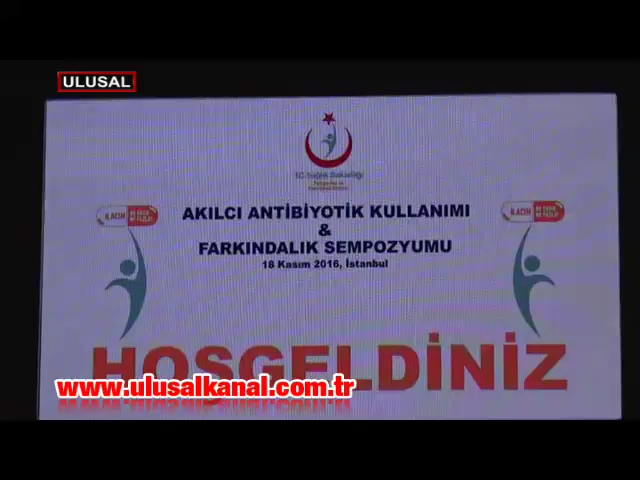 ULUSAL
T.C. Sağlık Bakanlığı
AKILCI ANTİBİYOTİK KULLANIMI
&
FARKINDALIK SEMPOZYUMU
18 Kasım 2016, İstanbul
HOŞGELDİNİZ
www.ulusalkanal.com.tr